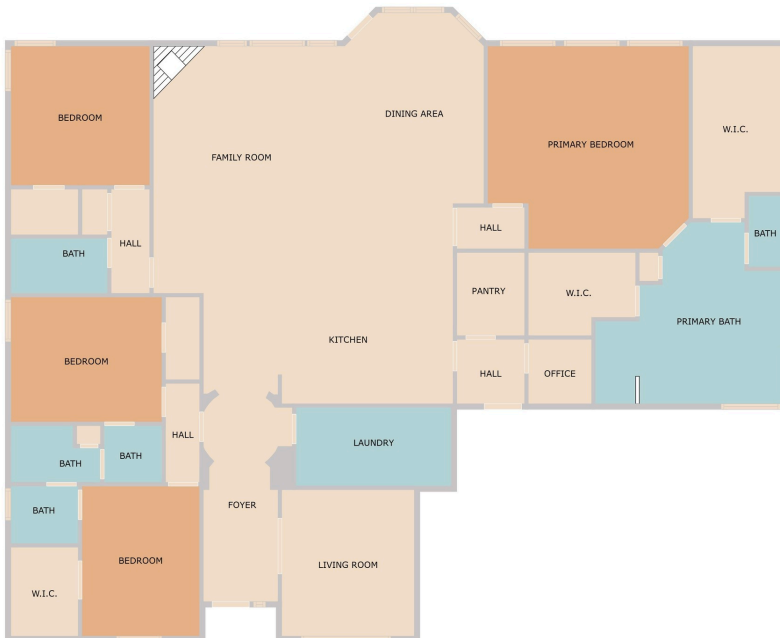 BEDROOM
DINING AREA
FAMILY ROOM
PRIMARY BEDROOM
W.I.C.
HALL
BATH
HALL
BATH
PANTRY
W.I.C.
PRIMARY BATH
BEDROOM
KITCHEN
HALL
OFFICE
HALL
LAUNDRY
BATH
BATH
BATH
FOYER
BEDROOM
LIVING ROOM
W.I.C.